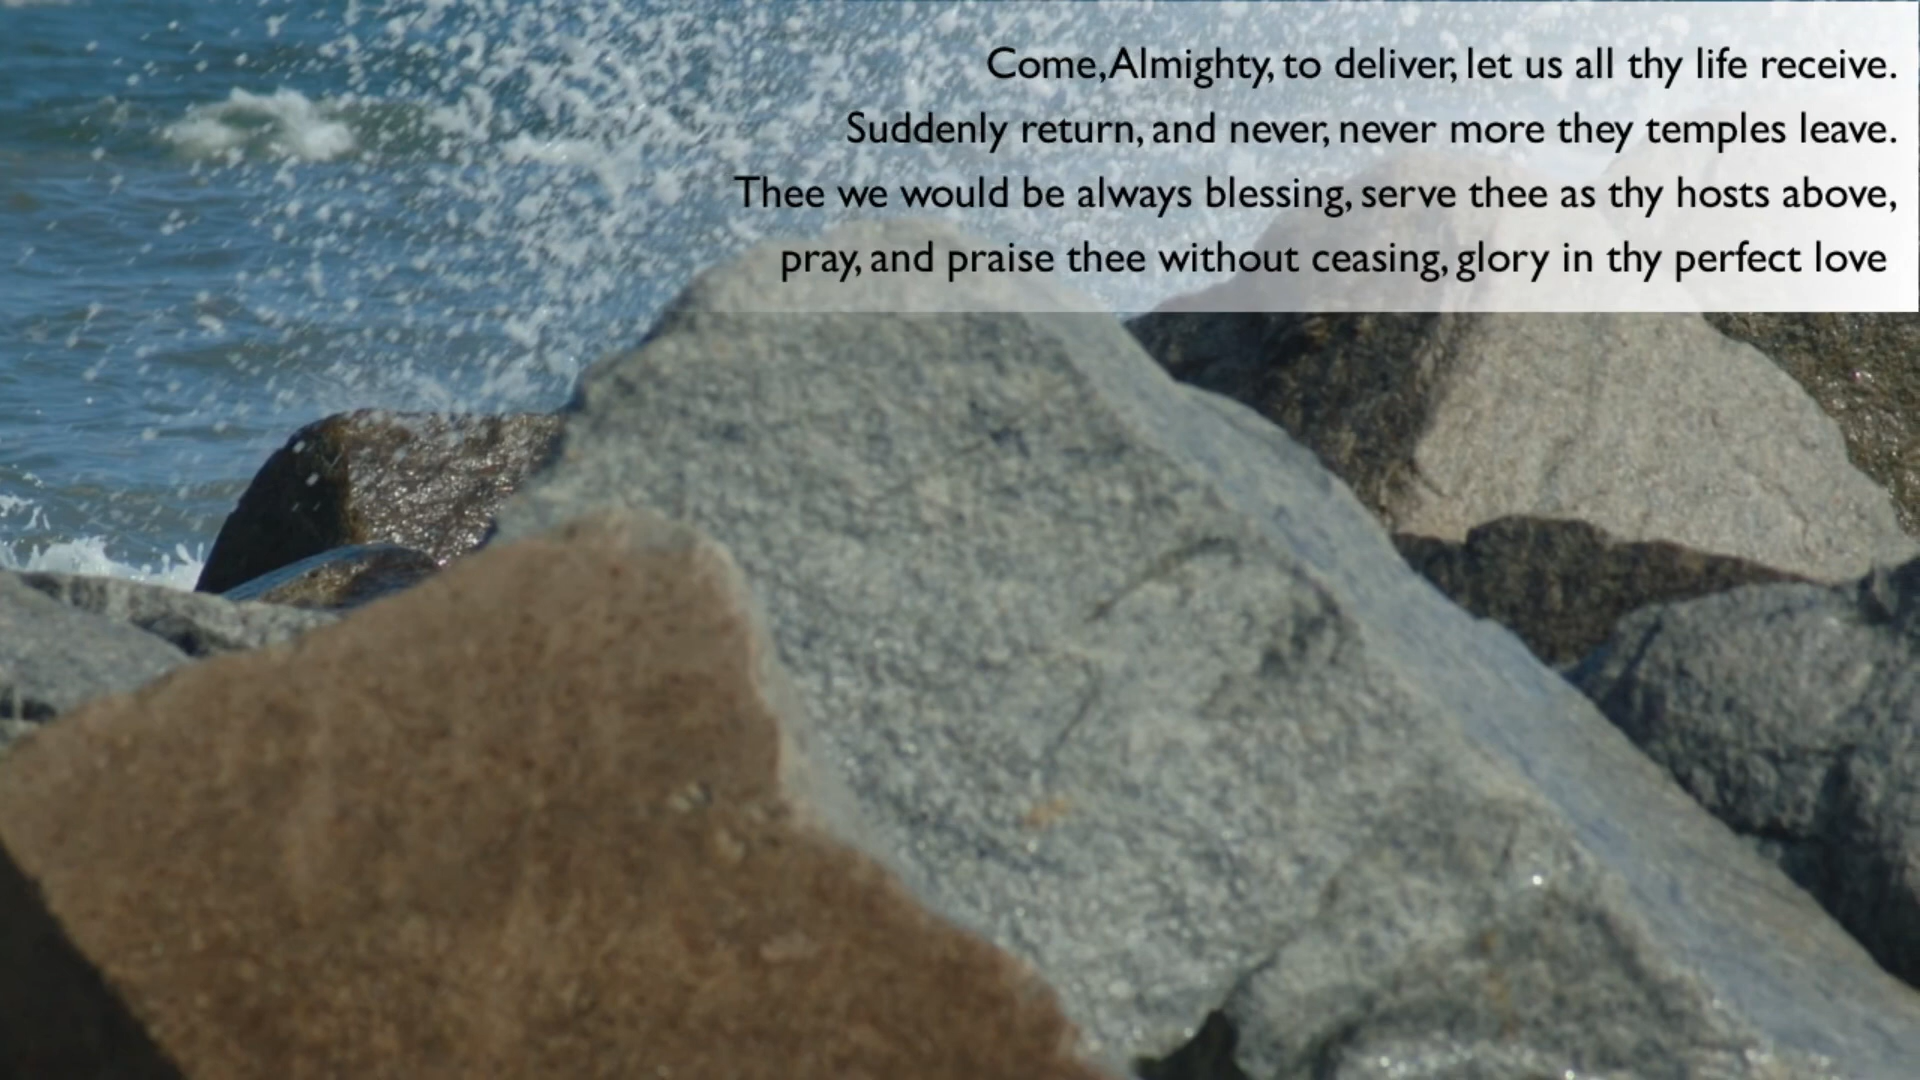 Come, Almighty, to deliver, let us all thy life receive.
Suddenly return, and never, never more they temples leave.
Thee we would be always blessing, serve thee as thy hosts above,
pray, and praise thee without ceasing, glory in thy perfect love